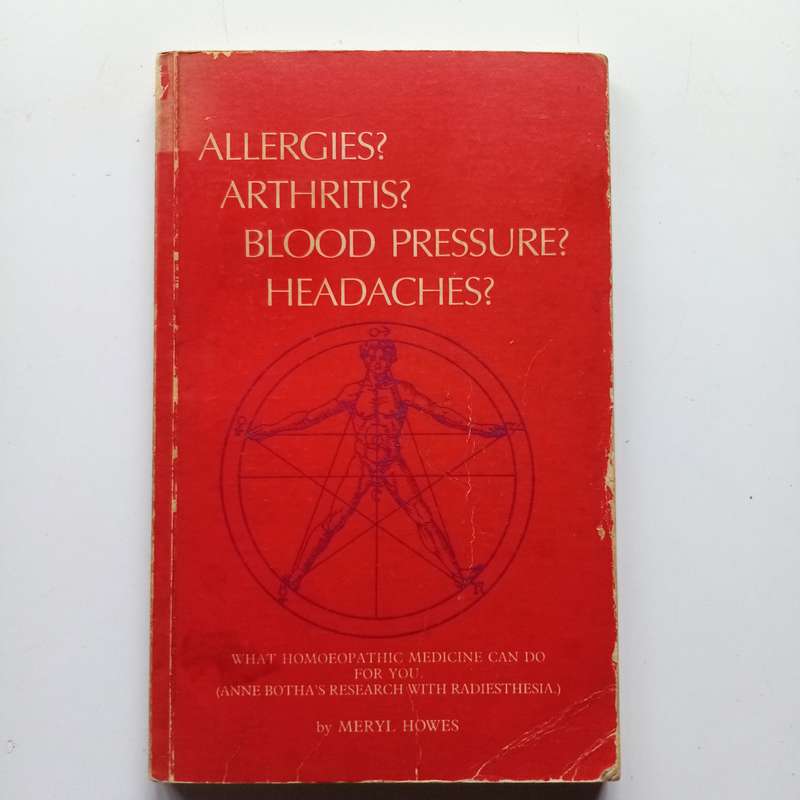 ALLERGIES?
ARTHRITIS?
BLOOD PRESSURE?
HEADACHES?
WHAT HOMOEOPATHIC MEDICINE CAN DO
FOR YOU.
(ANNE BOTHA'S RESEARCH WITH RADIESTHESIA.)
by MERYL HOWES